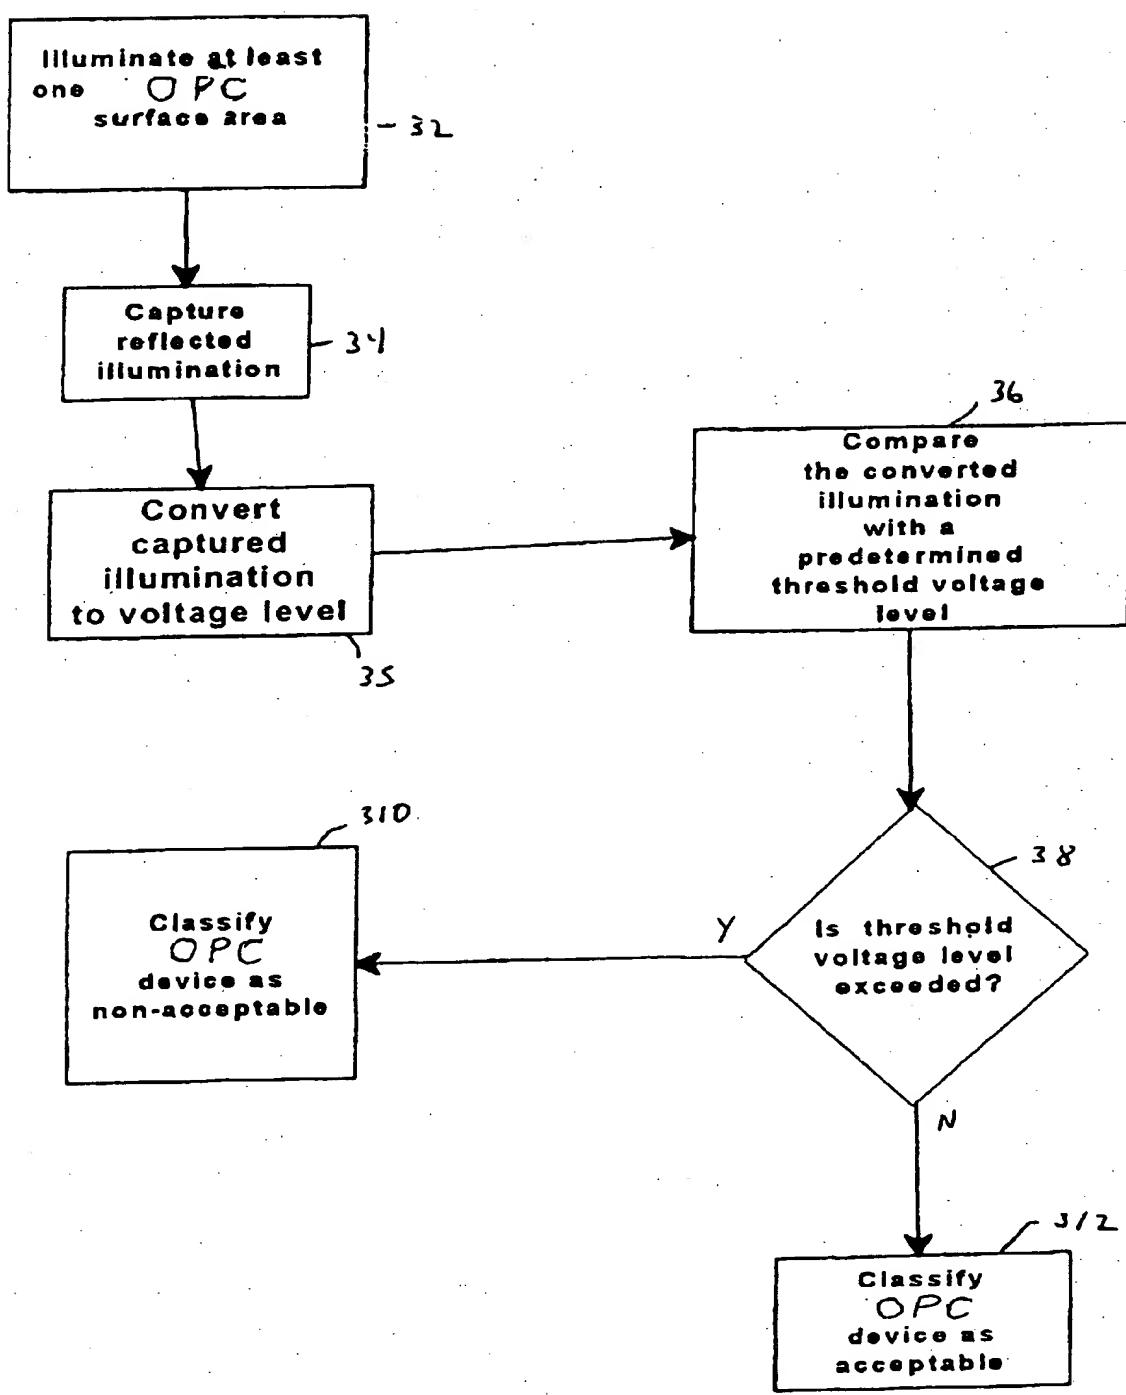 Illuminate at least
one OPC
surface area
32
Capture
reflected
illumination
34
Convert
captured
illumination
to voltage level
35
36
Compare
the converted
illumination
with a
predetermined
threshold voltage
level
38
Is threshold
voltage level
exceeded?
Y
310
Classify
OPC
device as
non-acceptable
N
312
Classify
OPC
device as
acceptable